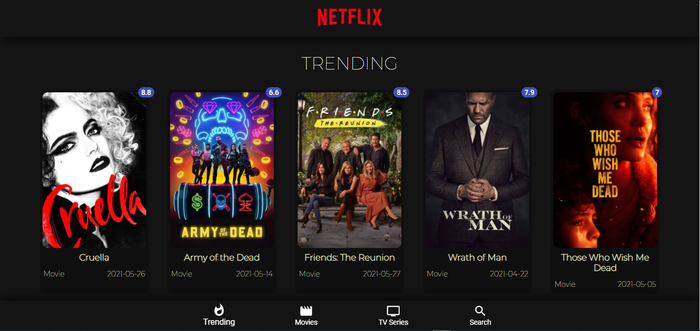 NETFLIX
TRENDING
8.8
6.6
8.5
7.9
7
Cruella
ARMY OF THE DEAD
F·R·I·E·N·D·S
THE REUNION
WRATH OF
MAN
THOSE
WHO
WISH
ME
DEAD
Cruella
Movie 2021-05-26
Army of the Dead
Movie 2021-05-14
Friends: The Reunion
Movie 2021-05-27
Wrath of Man
Movie 2021-04-22
Those Who Wish Me
Dead
Movie 2021-05-05
Trending
Movies
TV Series
Search